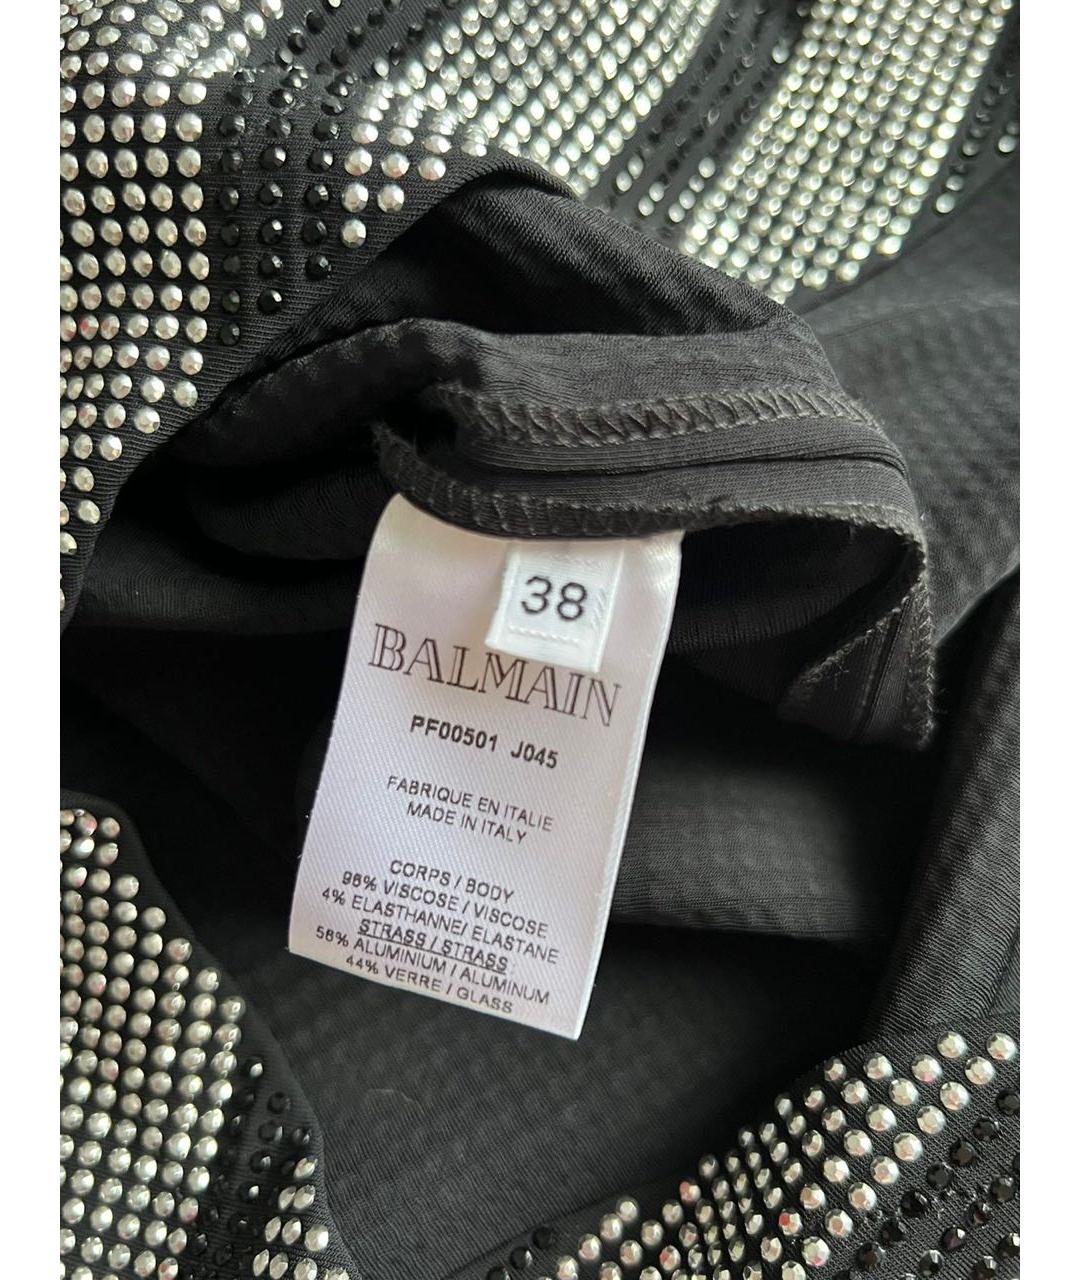 38
BALMAIN
PF00501 J045
FABRIQUE EN ITALIE
MADE IN ITALY
CORPS / BODY
96% VISCOSE / VISCOSE
4% ELASTHANNE/ ELASTANE
STRASS / STRASS
56% ALUMINIUM / ALUMINUM
44% VERRE / GLASS